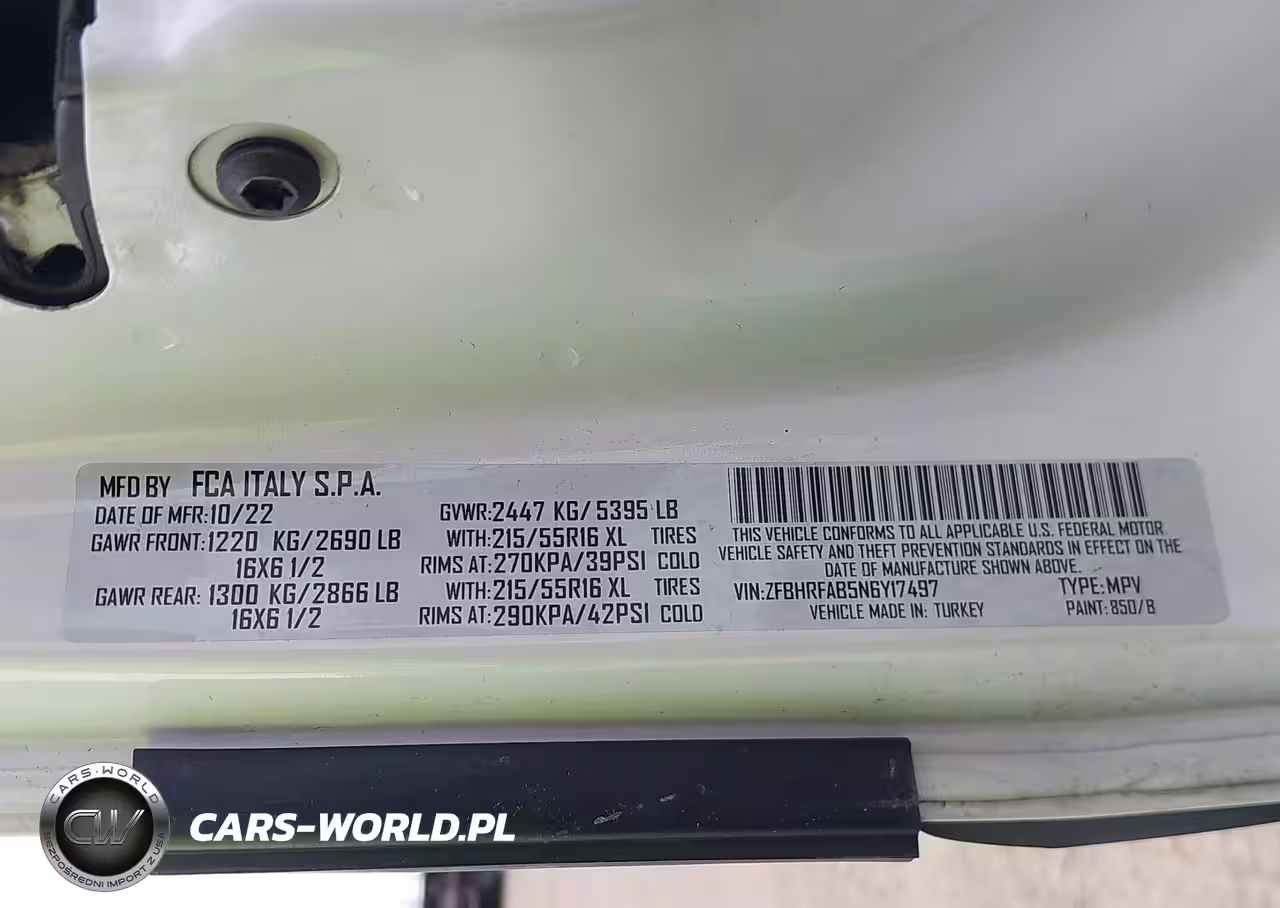 MFD BY FCA ITALY S.P.A.
DATE OF MFR:10/22
GAWR FRONT:1220 KG/2690 LB
16X6 1/2
GAWR REAR: 1300 KG/2866 LB
16X6 1/2
GVWR:2447 KG/ 5395 LB
WITH:215/55R16 XL TIRES
RIMS AT:270KPA/39PSI COLD
WITH:215/55R16 XL TIRES
RIMS AT:290KPA/42PSI COLD
THIS VEHICLE CONFORMS TO ALL APPLICABLE U.S. FEDERAL MOTOR
VEHICLE SAFETY AND THEFT PREVENTION STANDARDS IN EFFECT ON THE
DATE OF MANUFACTURE SHOWN ABOVE.
VIN:ZFBHRFAB5N6Y17497 TYPE:MPV
VEHICLE MADE IN: TURKEY PAINT:850/B
CARS-WORLD
CW
BEZPOŚREDNI IMPORT Z USA
CARS-WORLD.PL